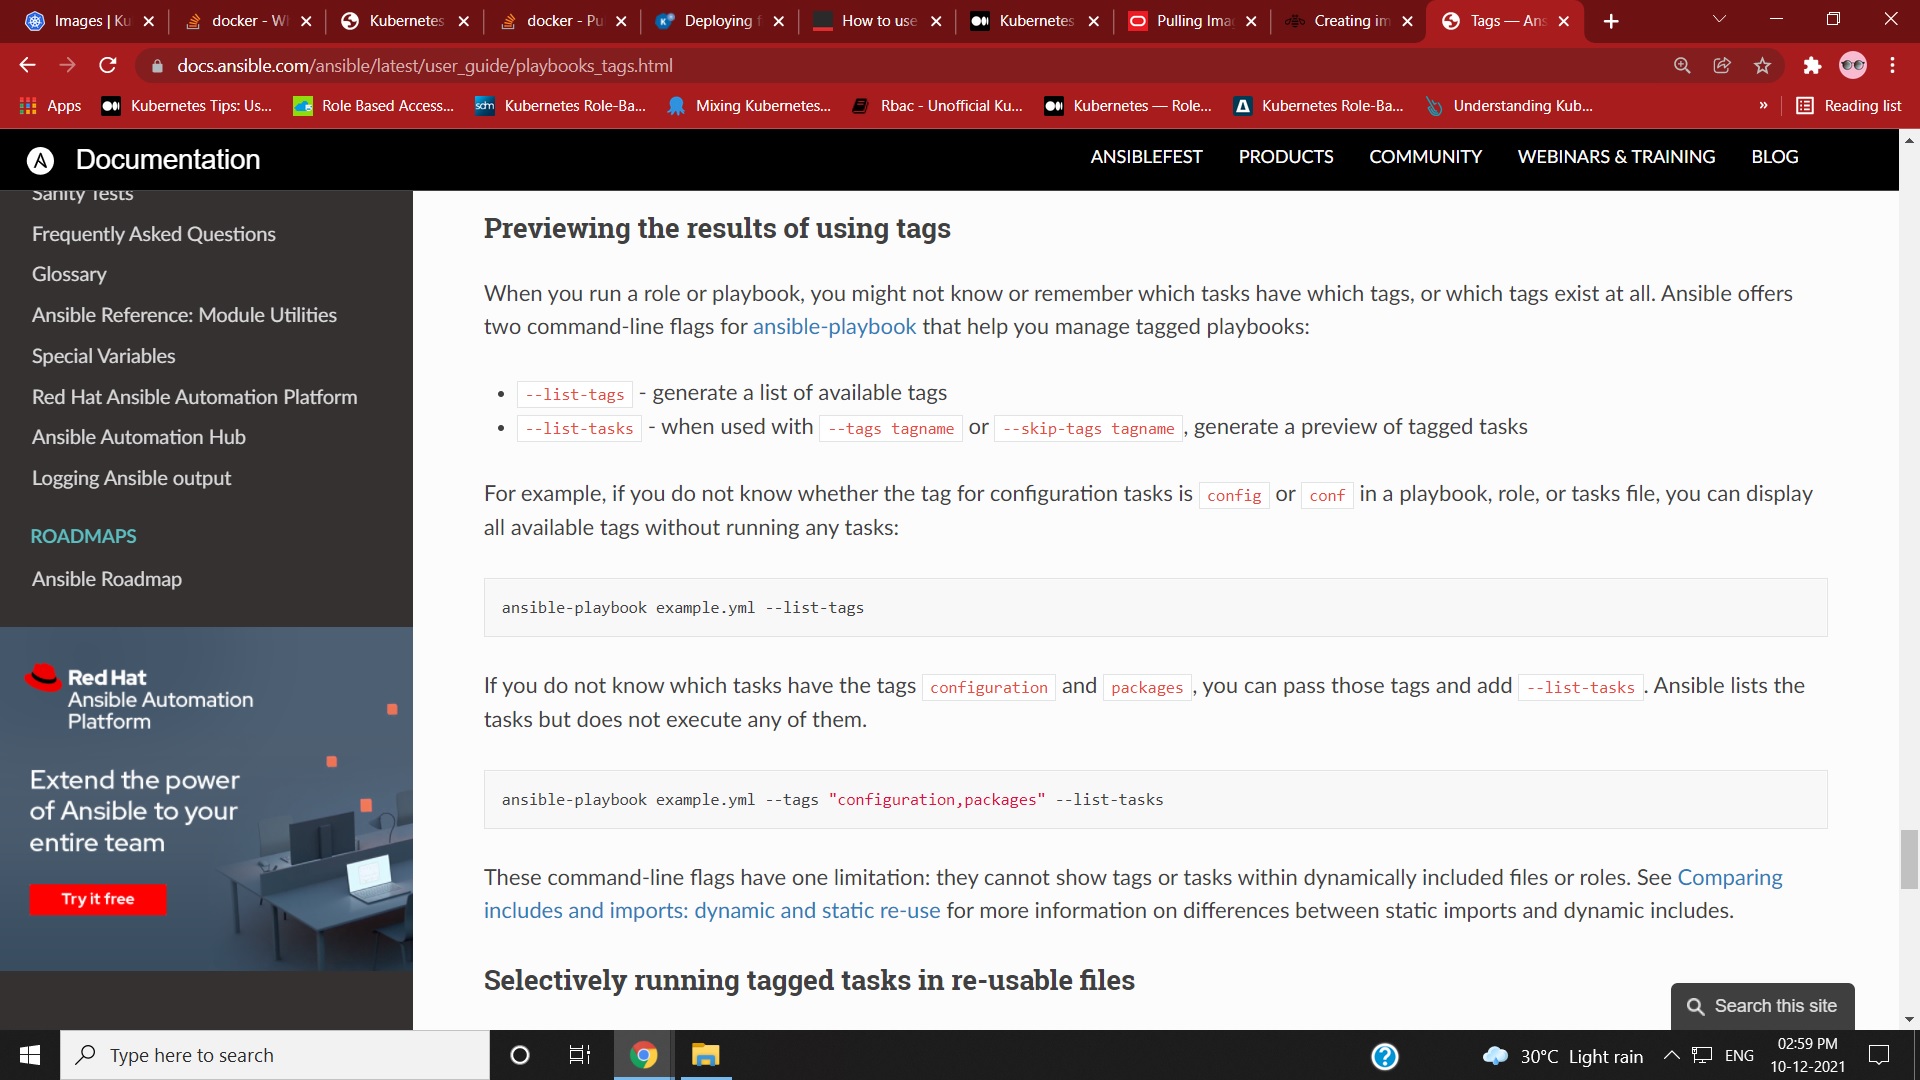 Images | Ku
docker - Wh
Kubernetes
docker - Pu
Deploying f
How to use
Kubernetes
Pulling Imag
Creating im
Tags — Ans
docs.ansible.com/ansible/latest/user_guide/playbooks_tags.html
Apps
Kubernetes Tips: Us...
Role Based Access...
sdm
Kubernetes Role-Ba...
Mixing Kubernetes...
Rbac - Unofficial Ku...
Kubernetes — Role...
Kubernetes Role-Ba...
Understanding Kub...
»
Reading list
Documentation
ANSIBLEFEST
PRODUCTS
COMMUNITY
WEBINARS & TRAINING
BLOG
Sanity Tests
Frequently Asked Questions
Glossary
Ansible Reference: Module Utilities
Special Variables
Red Hat Ansible Automation Platform
Ansible Automation Hub
Logging Ansible output
ROADMAPS
Ansible Roadmap
Red Hat
Ansible Automation
Platform
Extend the power
of Ansible to your
entire team
Try it free
Previewing the results of using tags
When you run a role or playbook, you might not know or remember which tasks have which tags, or which tags exist at all. Ansible offers
two command-line flags for ansible-playbook that help you manage tagged playbooks:
• --list-tags - generate a list of available tags
• --list-tasks - when used with --tags tagname or --skip-tags tagname , generate a preview of tagged tasks
For example, if you do not know whether the tag for configuration tasks is config or conf in a playbook, role, or tasks file, you can display
all available tags without running any tasks:
ansible-playbook example.yml --list-tags
If you do not know which tasks have the tags configuration and packages , you can pass those tags and add --list-tasks . Ansible lists the
tasks but does not execute any of them.
ansible-playbook example.yml --tags "configuration,packages" --list-tasks
These command-line flags have one limitation: they cannot show tags or tasks within dynamically included files or roles. See Comparing
includes and imports: dynamic and static re-use for more information on differences between static imports and dynamic includes.
Selectively running tagged tasks in re-usable files
Search this site
Type here to search
30°C Light rain
ENG
02:59 PM
10-12-2021